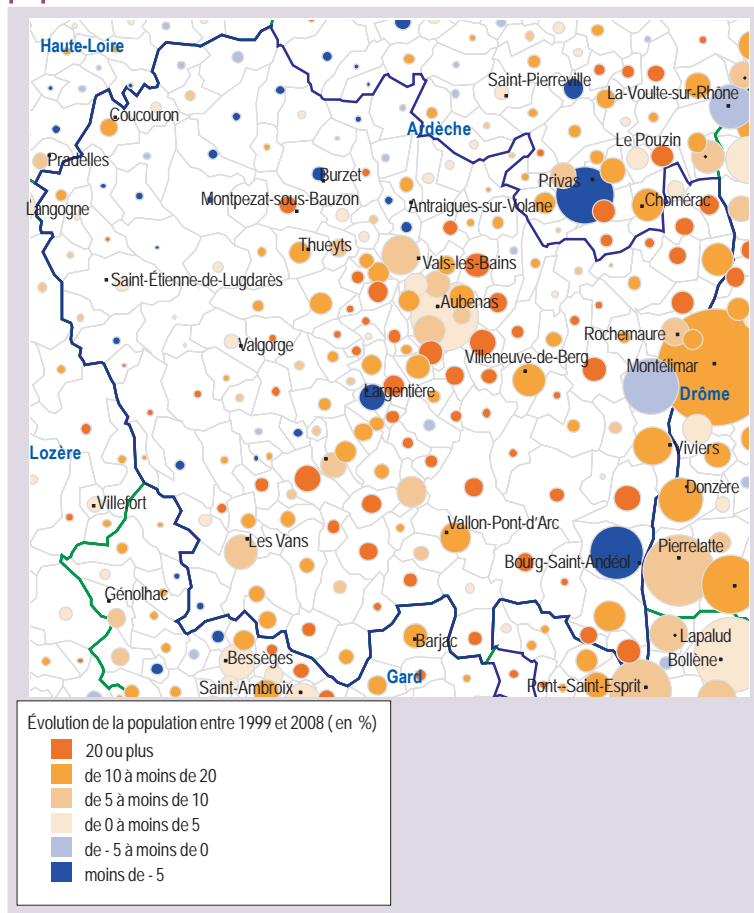 Haute-Loire
Saint-Pierreville
La-Voulte-sur-Rhône
Coucouron
Ardèche
Le Pouzin
Pradelles
Burzet
Privas
Montpezat-sous-Bauzon
Antraigues-sur-Volane
Chomérac
Langogne
Thueyts
Vals-les-Bains
Saint-Étienne-de-Lugdarès
Aubenas
Rochemaure
Valgorge
Villeneuve-de-Berg
Montélimar
Largentière
Drôme
Lozère
Viviers
Villefort
Donzère
Vallon-Pont-d'Arc
Les Vans
Bourg-Saint-Andéol
Pierrelatte
Génolhac
Barjac
Lapalud
Bessèges
Bollène
Gard
Saint-Ambroix
Pont--Saint-Esprit
Évolution de la population entre 1999 et 2008 ( en %)
20 ou plus
de 10 à moins de 20
de 5 à moins de 10
de 0 à moins de 5
de - 5 à moins de 0
moins de - 5